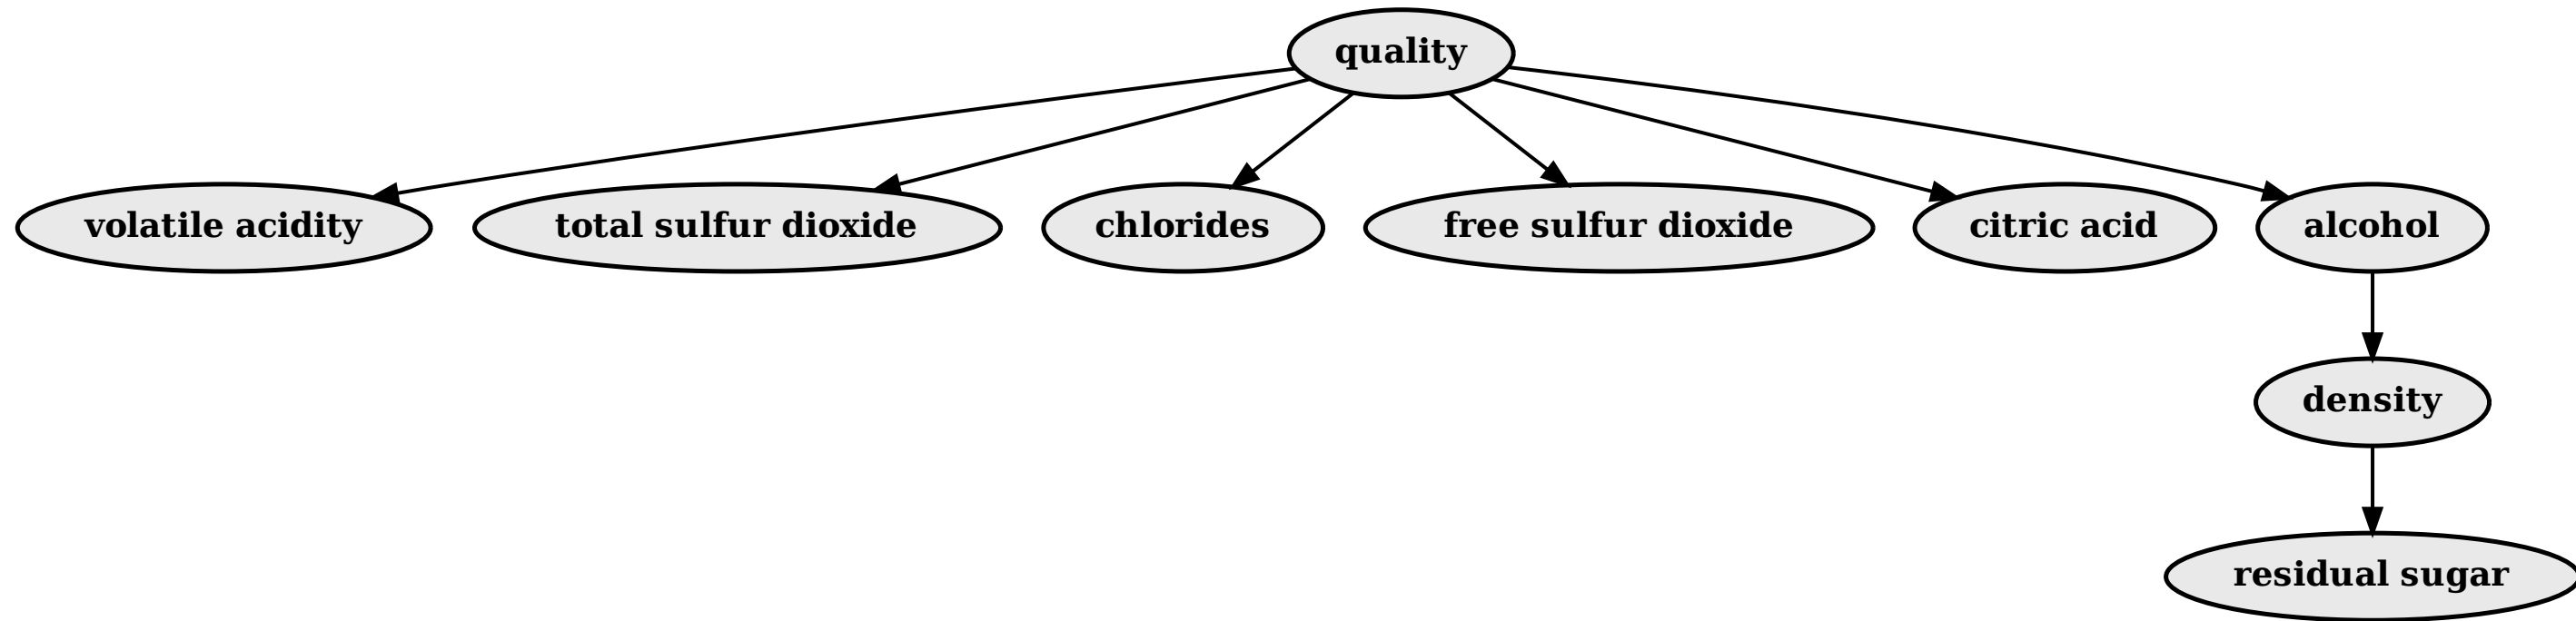 quality
volatile acidity
total sulfur dioxide
chlorides
free sulfur dioxide
citric acid
alcohol
density
residual sugar